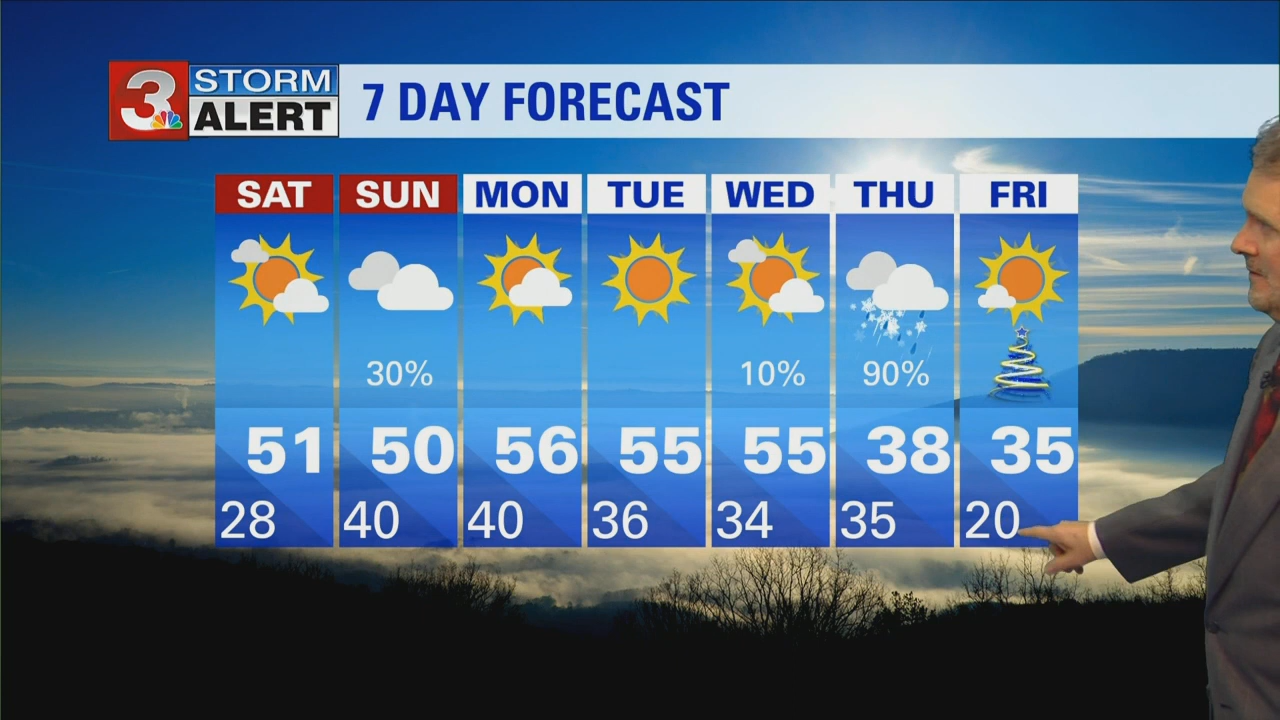 3 STORM
ALERT
7 DAY FORECAST
SAT SUN MON TUE WED THU FRI
30% 10% 90%
51 50 56 55 55 38 35
28 40 40 36 34 35 20